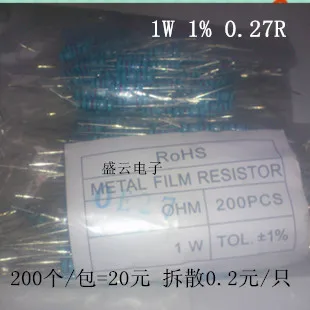 1W 1% 0.27R
盛云电子
RoHS
METAL FILM RESISTOR
0E27 OHM 200PCS
1 W TOL. ±1%
200个/包=20元 拆散0.2元/只